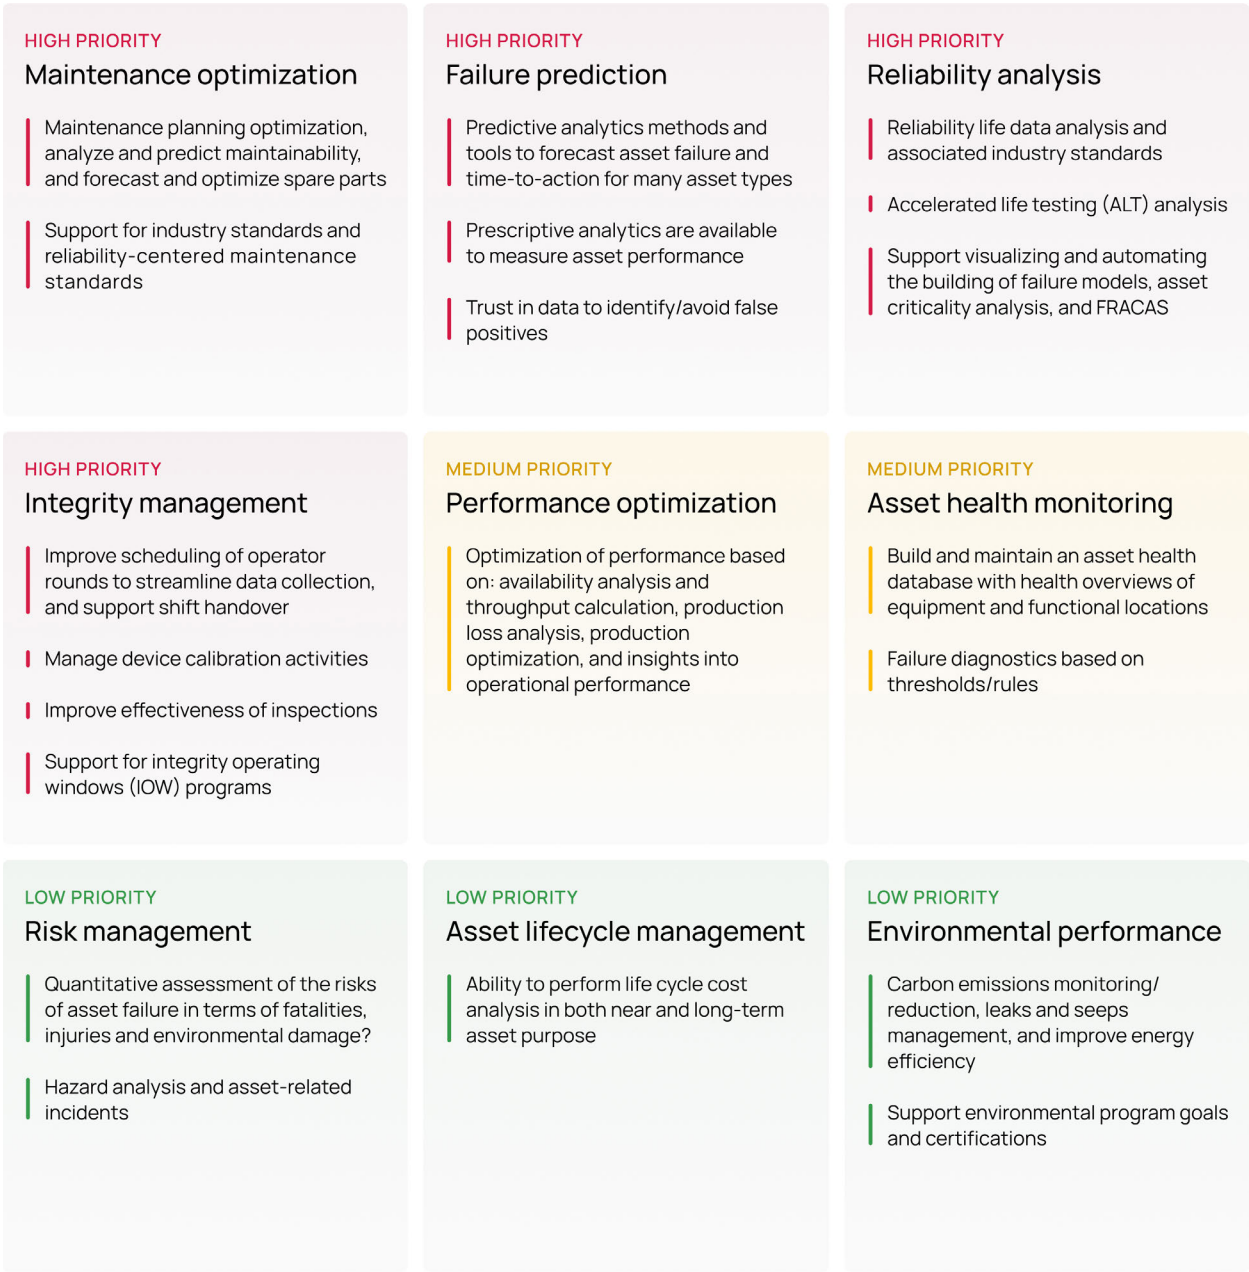 HIGH PRIORITY
Maintenance optimization
Maintenance planning optimization,
analyze and predict maintainability,
and forecast and optimize spare parts
Support for industry standards and
reliability-centered maintenance
standards
HIGH PRIORITY
Failure prediction
Predictive analytics methods and
tools to forecast asset failure and
time-to-action for many asset types
Prescriptive analytics are available
to measure asset performance
Trust in data to identify/avoid false
positives
HIGH PRIORITY
Reliability analysis
Reliability life data analysis and
associated industry standards
Accelerated life testing (ALT) analysis
Support visualizing and automating
the building of failure models, asset
criticality analysis, and FRACAS
HIGH PRIORITY
Integrity management
Improve scheduling of operator
rounds to streamline data collection,
and support shift handover
Manage device calibration activities
Improve effectiveness of inspections
Support for integrity operating
windows (IOW) programs
MEDIUM PRIORITY
Performance optimization
Optimization of performance based
on: availability analysis and
throughput calculation, production
loss analysis, production
optimization, and insights into
operational performance
MEDIUM PRIORITY
Asset health monitoring
Build and maintain an asset health
database with health overviews of
equipment and functional locations
Failure diagnostics based on
thresholds/rules
LOW PRIORITY
Risk management
Quantitative assessment of the risks
of asset failure in terms of fatalities,
injuries and environmental damage?
Hazard analysis and asset-related
incidents
LOW PRIORITY
Asset lifecycle management
Ability to perform life cycle cost
analysis in both near and long-term
asset purpose
LOW PRIORITY
Environmental performance
Carbon emissions monitoring/
reduction, leaks and seeps
management, and improve energy
efficiency
Support environmental program goals
and certifications